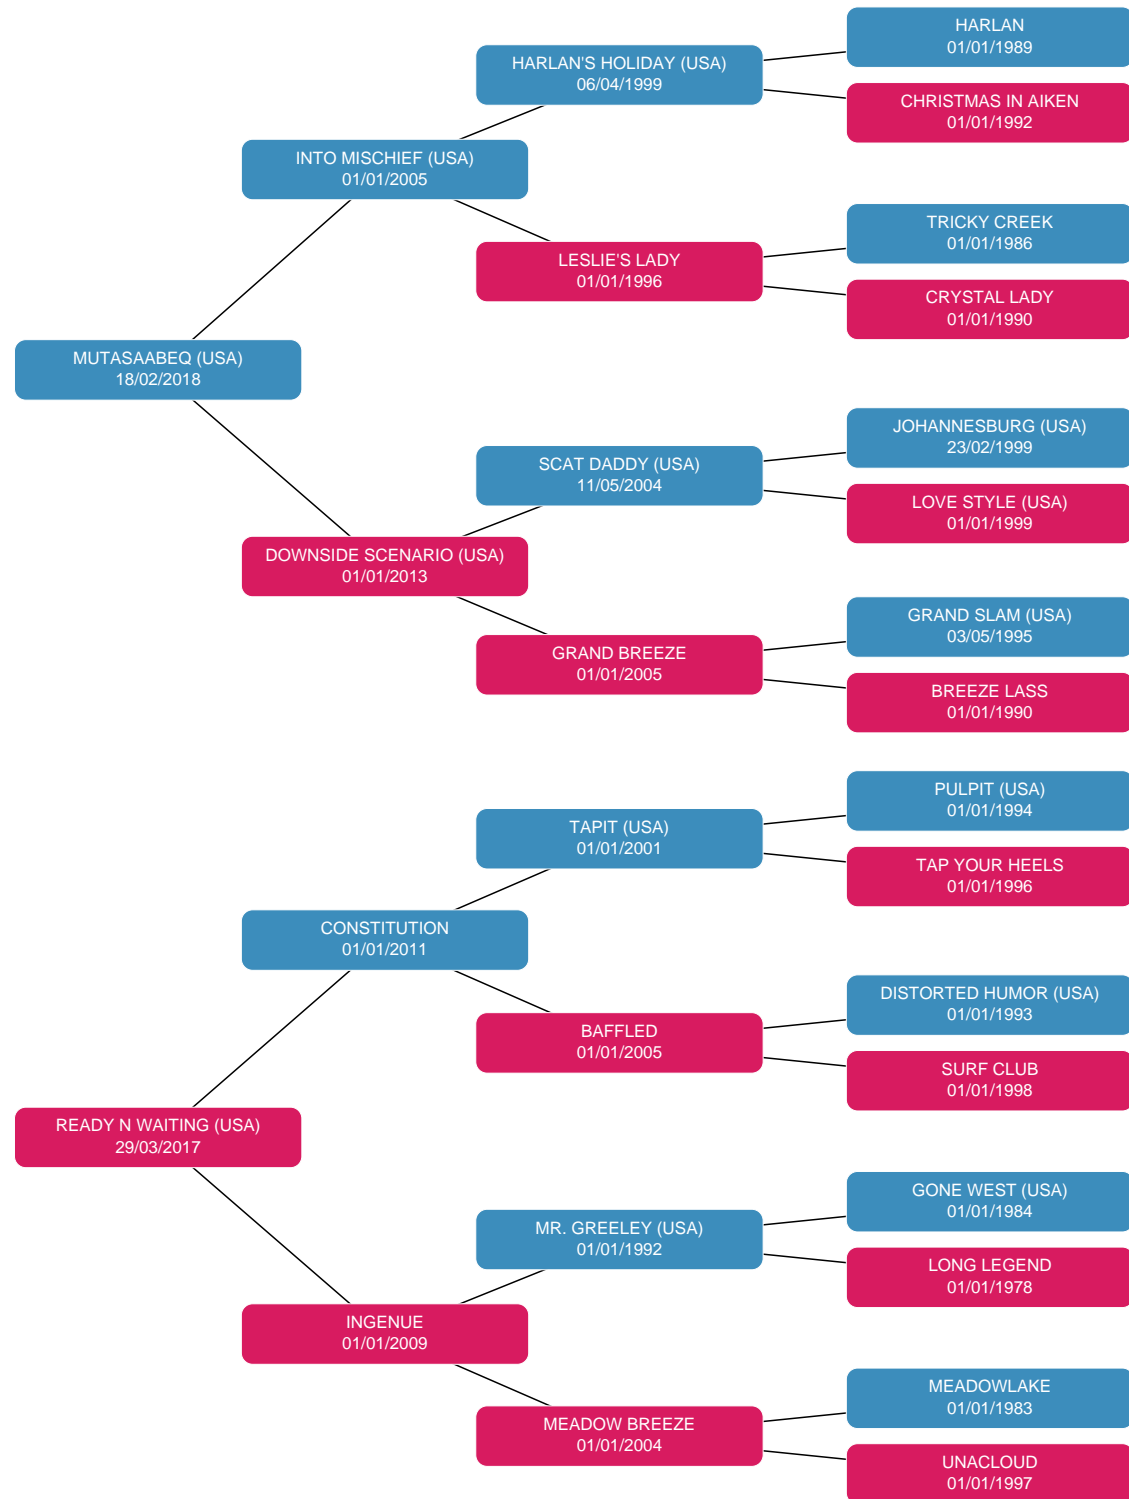 HARLAN
01/01/1989
HARLAN'S HOLIDAY (USA)
06/04/1999
CHRISTMAS IN AIKEN
01/01/1992
INTO MISCHIEF (USA)
01/01/2005
TRICKY CREEK
01/01/1986
LESLIE'S LADY
01/01/1996
CRYSTAL LADY
01/01/1990
MUTASAABEQ (USA)
18/02/2018
JOHANNESBURG (USA)
23/02/1999
SCAT DADDY (USA)
11/05/2004
LOVE STYLE (USA)
01/01/1999
DOWNSIDE SCENARIO (USA)
01/01/2013
GRAND SLAM (USA)
03/05/1995
GRAND BREEZE
01/01/2005
BREEZE LASS
01/01/1990
PULPIT (USA)
01/01/1994
TAPIT (USA)
01/01/2001
TAP YOUR HEELS
01/01/1996
CONSTITUTION
01/01/2011
DISTORTED HUMOR (USA)
01/01/1993
BAFFLED
01/01/2005
SURF CLUB
01/01/1998
READY N WAITING (USA)
29/03/2017
GONE WEST (USA)
01/01/1984
MR. GREELEY (USA)
01/01/1992
LONG LEGEND
01/01/1978
INGENUE
01/01/2009
MEADOWLAKE
01/01/1983
MEADOW BREEZE
01/01/2004
UNACLOUD
01/01/1997